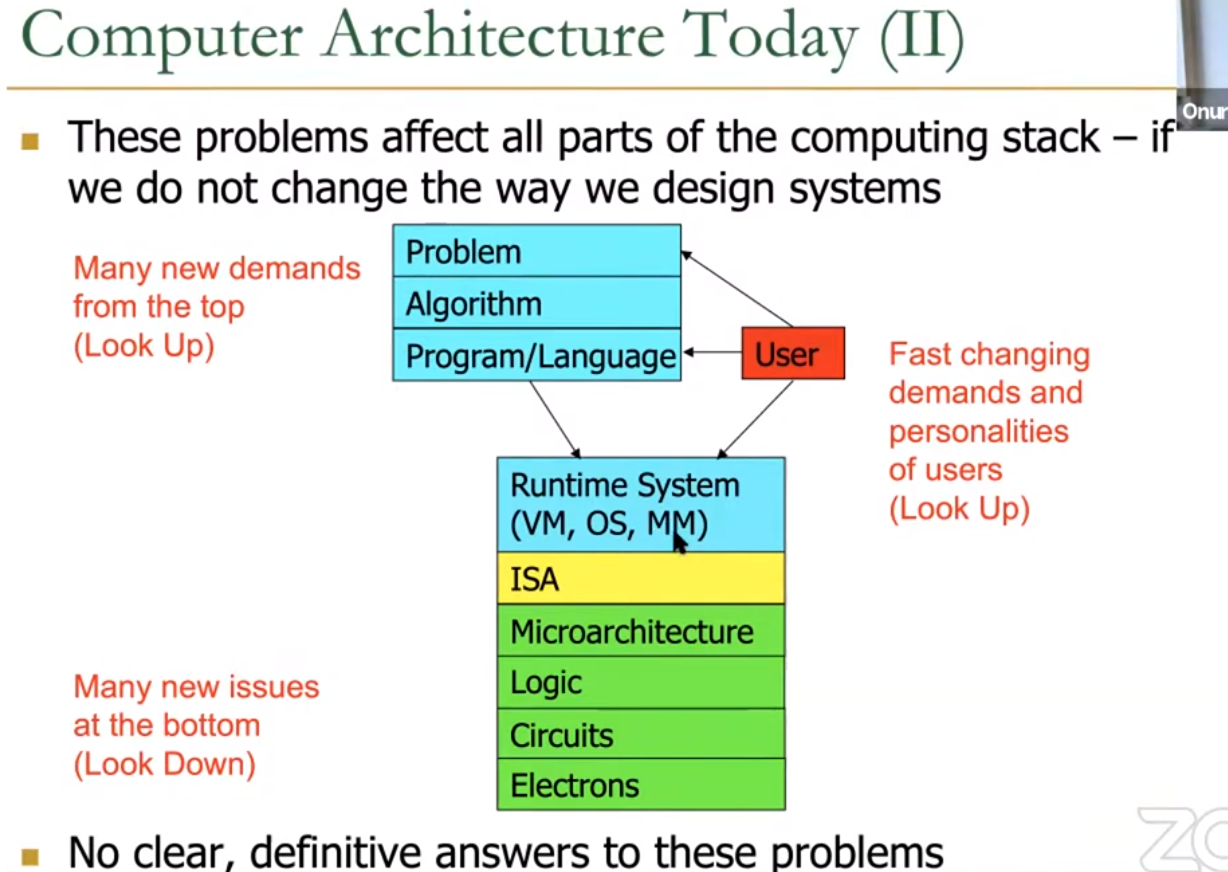 Computer Architecture Today (II)
Onur
These problems affect all parts of the computing stack – if
we do not change the way we design systems
Many new demands
from the top
(Look Up)
Problem
Algorithm
Program/Language
User
Fast changing
demands and
personalities
of users
(Look Up)
Runtime System
(VM, OS, MM)
ISA
Microarchitecture
Logic
Circuits
Electrons
Many new issues
at the bottom
(Look Down)
No clear, definitive answers to these problems